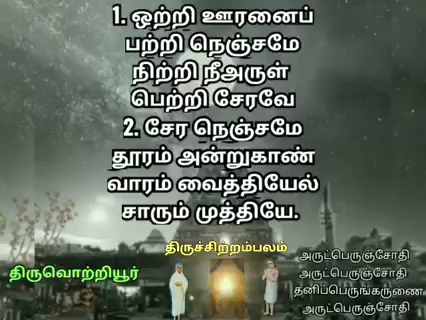 1. ஒற்றி ஊரனைப்
பற்றி நெஞ்சமே
நிற்றி நீஅருள்
பெற்றி சேரவே
2. சேர நெஞ்சமே
தூரம் அன்றுகாண்
வாரம் வைத்தியேல்
சாரும் முத்தியே.
திருச்சிற்றம்பலம்
திருவொற்றியூர்
அருட்பெருஞ்சோதி
அருட்பெருஞ்சோதி
தனிப்பெருங்கருணை
அருட்பெருஞ்சோதி